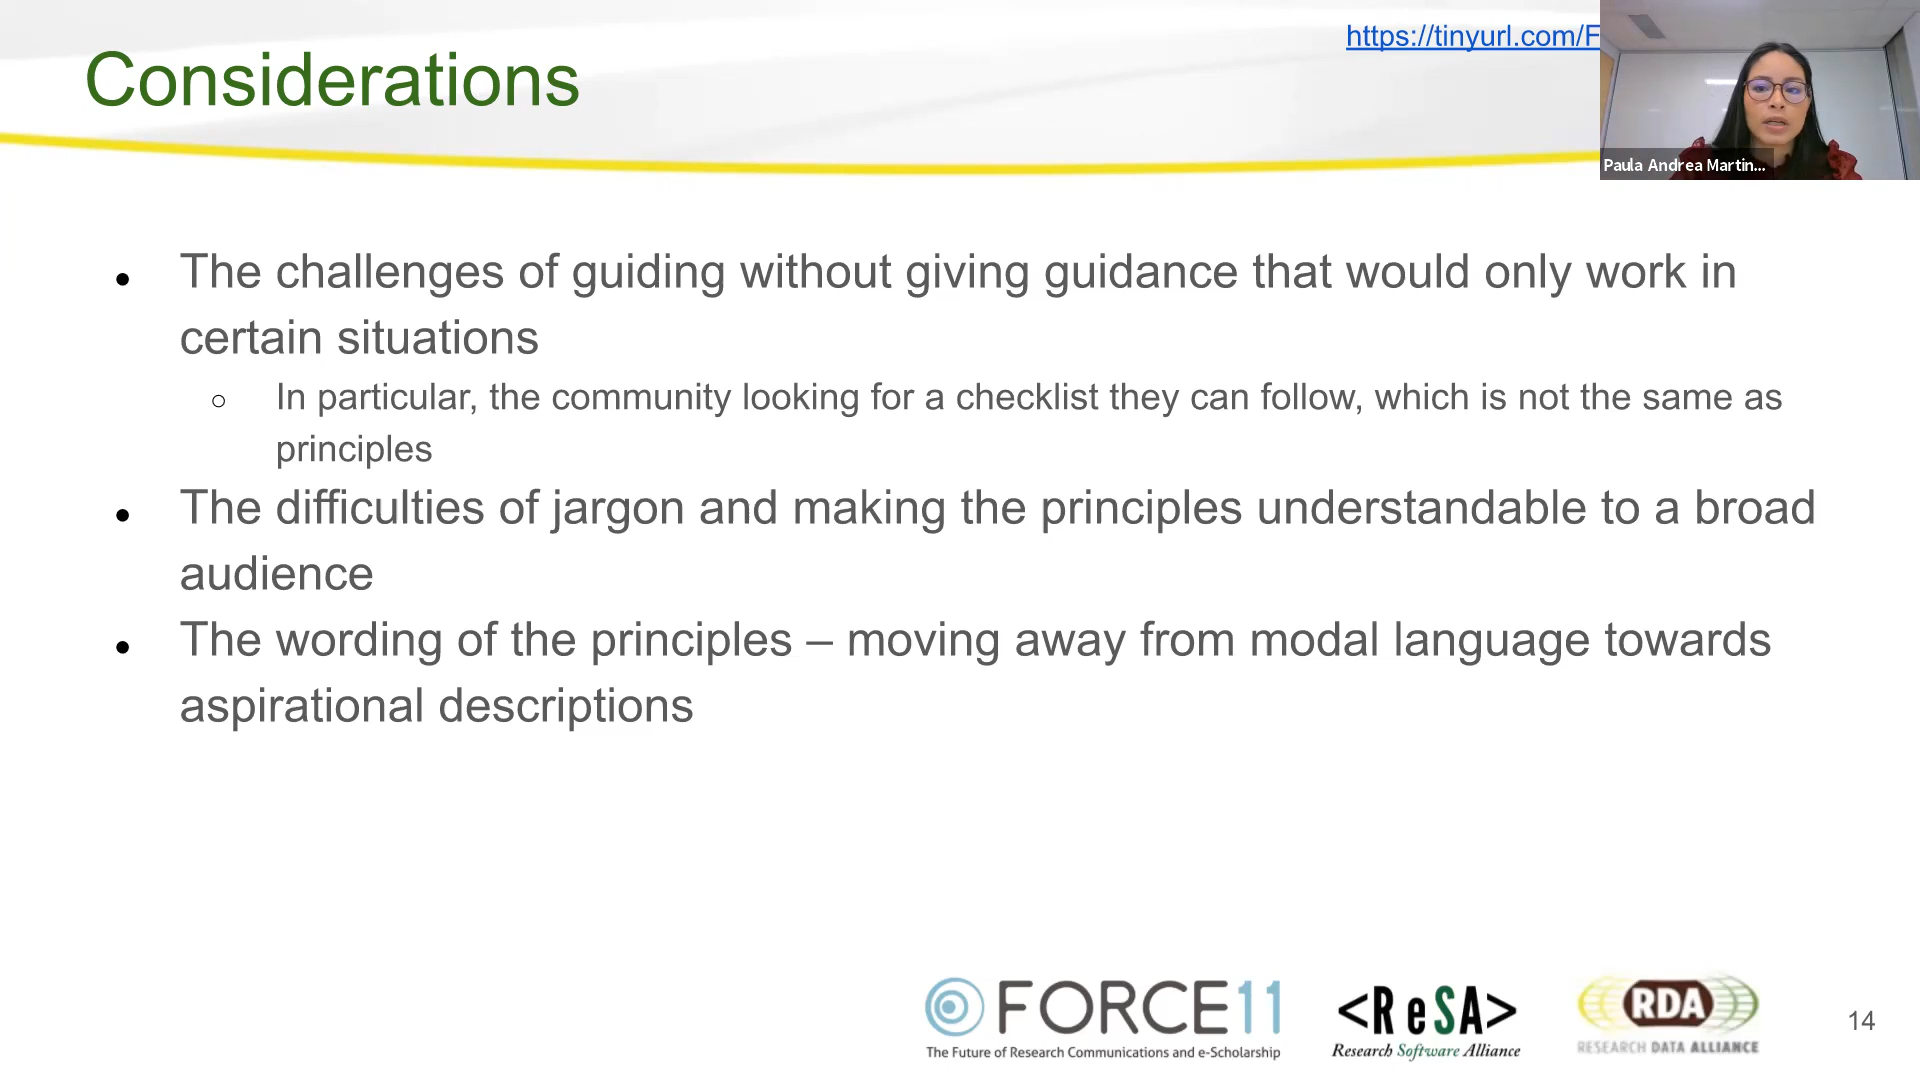 Considerations
https://tinyurl.com/F
Paula Andrea Martin...
● The challenges of guiding without giving guidance that would only work in
certain situations
○ In particular, the community looking for a checklist they can follow, which is not the same as
principles
● The difficulties of jargon and making the principles understandable to a broad
audience
● The wording of the principles – moving away from modal language towards
aspirational descriptions
FORCE11
The Future of Research Communications and e-Scholarship
<ReSA>
Research Software Alliance
RDA
RESEARCH DATA ALLIANCE
14